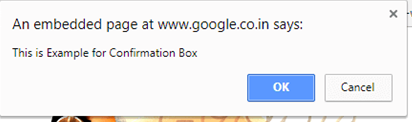 An embedded page at www.google.co.in says:
This is Example for Confirmation Box
OK Cancel